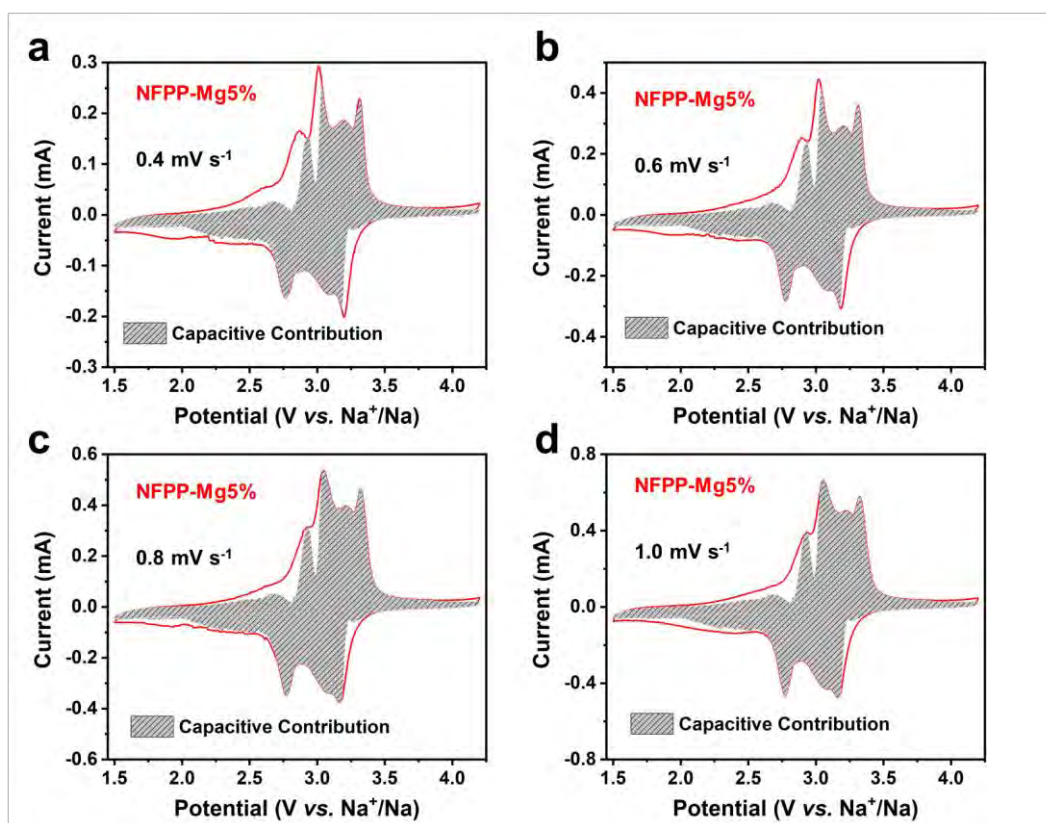 a
0.3
0.2
0.1
0.0
-0.1
-0.2
-0.3
Current (mA)
NFPP-Mg5%
0.4 mV s⁻¹
Capacitive Contribution
1.5 2.0 2.5 3.0 3.5 4.0
Potential (V vs. Na⁺/Na)
b
0.4
0.2
0.0
-0.2
-0.4
Current (mA)
NFPP-Mg5%
0.6 mV s⁻¹
Capacitive Contribution
1.5 2.0 2.5 3.0 3.5 4.0
Potential (V vs. Na⁺/Na)
c
0.6
0.4
0.2
0.0
-0.2
-0.4
-0.6
Current (mA)
NFPP-Mg5%
0.8 mV s⁻¹
Capacitive Contribution
1.5 2.0 2.5 3.0 3.5 4.0
Potential (V vs. Na⁺/Na)
d
0.8
0.4
0.0
-0.4
-0.8
Current (mA)
NFPP-Mg5%
1.0 mV s⁻¹
Capacitive Contribution
1.5 2.0 2.5 3.0 3.5 4.0
Potential (V vs. Na⁺/Na)